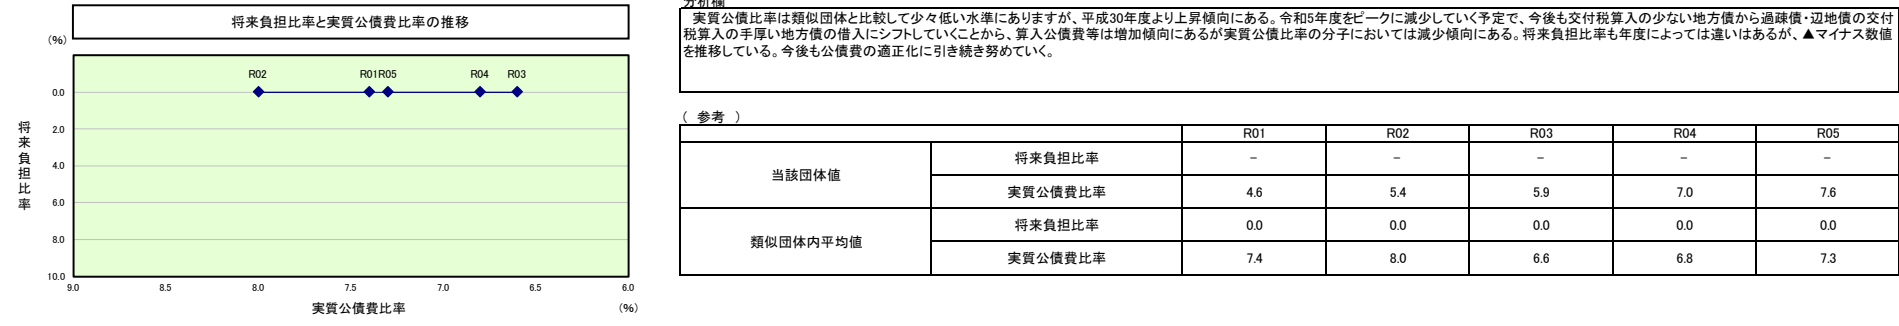 将来負担比率と実質公債費比率の推移
(%)
R02
R01
R05
R04
R03
0.0
2.0
4.0
6.0
8.0
10.0
将来負担比率
9.0
8.5
8.0
7.5
7.0
6.5
6.0
実質公債費比率
(%)
分析欄
実質公債比率は類似団体と比較して少々低い水準にありますが、平成30年度より上昇傾向にある。令和5年度をピークに減少していく予定で、今後も交付税算入の少ない地方債から過疎債・辺地債の交付
税算入の手厚い地方債の借入にシフトしていくことから、算入公債費等は増加傾向にあるが実質公債比率の分子においては減少傾向にある。将来負担比率も年度によっては違いはあるが、▲マイナス数値
を推移している。今後も公債費の適正化に引き続き努めていく。
( 参考 )
R01 R02 R03 R04 R05
当該団体値
将来負担比率 － － － － －
実質公債費比率 4.6 5.4 5.9 7.0 7.6
類似団体内平均値
将来負担比率 0.0 0.0 0.0 0.0 0.0
実質公債費比率 7.4 8.0 6.6 6.8 7.3